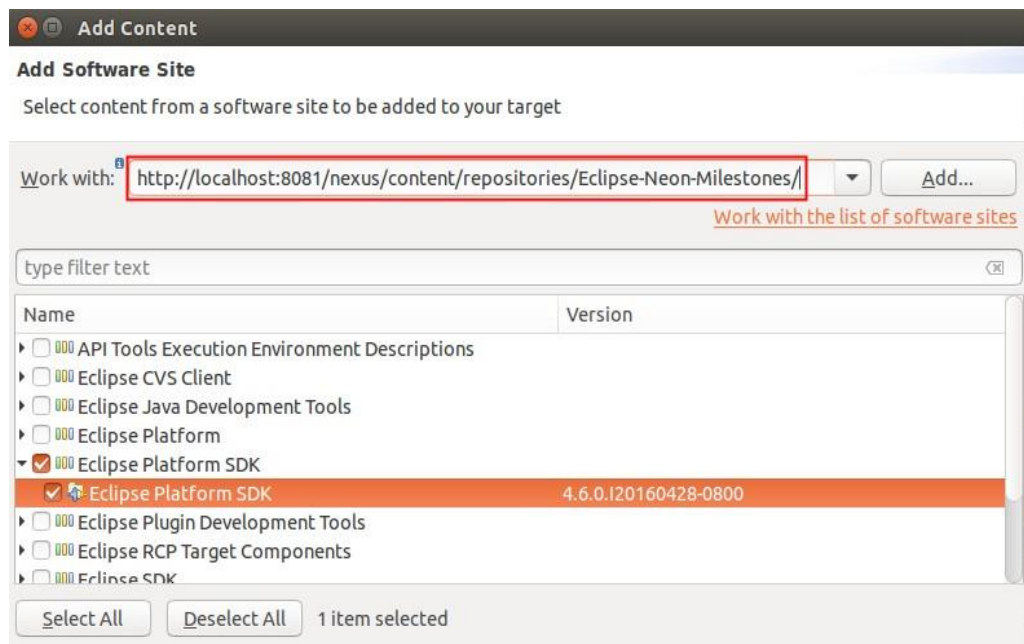 Add Content
Add Software Site
Select content from a software site to be added to your target
Work with: http://localhost:8081/nexus/content/repositories/Eclipse-Neon-Milestones/ Add...
Work with the list of software sites
type filter text
Name Version
API Tools Execution Environment Descriptions
Eclipse CVS Client
Eclipse Java Development Tools
Eclipse Platform
Eclipse Platform SDK
Eclipse Platform SDK 4.6.0.I20160428-0800
Eclipse Plugin Development Tools
Eclipse RCP Target Components
Eclipse SDK
Select All Deselect All 1 item selected